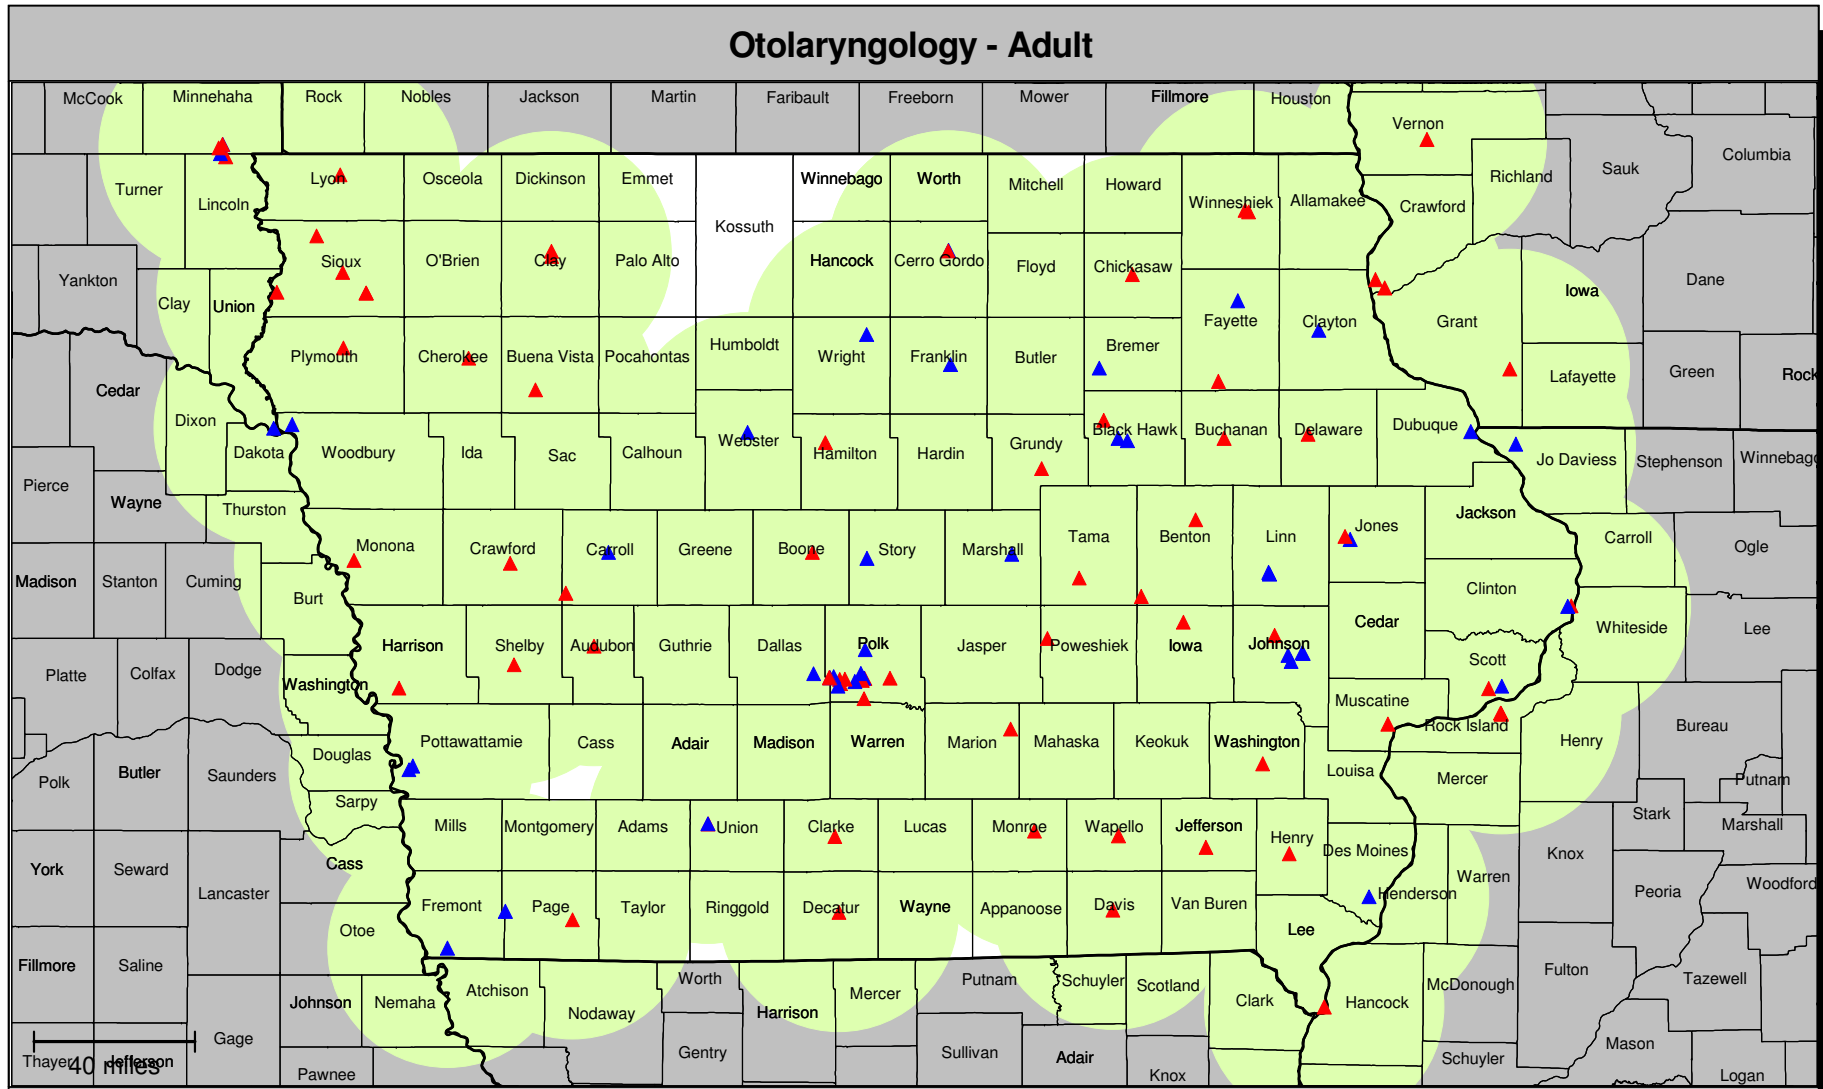 Otolaryngology - Adult
McCook Minnehaha Rock Nobles Jackson Martin Faribault Freeborn Mower Fillmore Houston
Vernon
Columbia
Sauk
Richland
Turner Lincoln Lyon Osceola Dickinson Emmet Winnebago Worth Mitchell Howard
Winneshiek Allamakee Crawford
Kossuth
Yankton Clay Union Sioux O'Brien Clay Palo Alto Hancock Cerro Gordo Floyd Chickasaw
Dane
Iowa
Fayette Clayton Grant
Cedar Plymouth Cherokee Buena Vista Pocahontas Humboldt Wright Franklin Butler Bremer
Lafayette Green Rock
Dixon
Dakota Woodbury Ida Sac Calhoun Webster Hamilton Hardin Grundy Black Hawk Buchanan Delaware Dubuque
Jo Daviess Stephenson Winnebago
Pierce Wayne Thurston
Jackson
Monona Crawford Carroll Greene Boone Story Marshall Tama Benton Linn Jones
Carroll Ogle
Madison Stanton Cuming Burt
Clinton
Cedar
Whiteside Lee
Harrison Shelby Audubon Guthrie Dallas Polk Jasper Poweshiek Iowa Johnson
Scott
Platte Colfax Dodge Washington
Muscatine
Rock Island
Bureau
Henry
Pottawattamie Cass Adair Madison Warren Marion Mahaska Keokuk Washington
Douglas
Polk Butler Saunders
Louisa Mercer Putnam
Sarpy
Stark
Marshall
Mills Montgomery Adams Union Clarke Lucas Monroe Wapello Jefferson Henry
Des Moines
Knox
York Seward Lancaster Cass
Warren
Peoria Woodford
Henderson
Fremont Page Taylor Ringgold Decatur Wayne Appanoose Davis Van Buren
Otoe
Lee
Fillmore Saline
Fulton
Tazewell
Worth Putnam Schuyler Scotland
McDonough
Johnson Nemaha Atchison Nodaway Mercer Harrison Clark Hancock
Gage
Gentry Sullivan Adair
Mason
Schuyler
Thayer Jefferson
40 miles
Pawnee
Knox
Logan